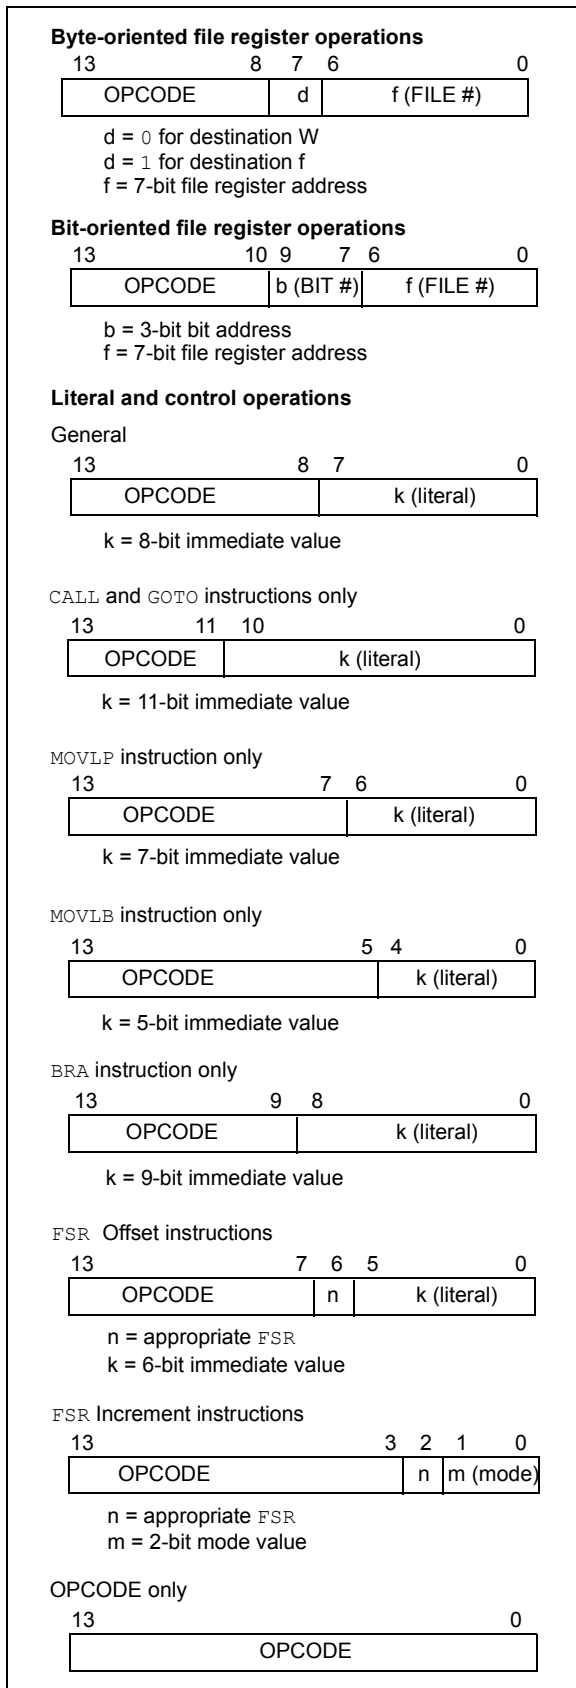 Byte-oriented file register operations
13 8 7 6 0
OPCODE d f (FILE #)
d = 0 for destination W
d = 1 for destination f
f = 7-bit file register address
Bit-oriented file register operations
13 10 9 7 6 0
OPCODE b (BIT #) f (FILE #)
b = 3-bit bit address
f = 7-bit file register address
Literal and control operations
General
13 8 7 0
OPCODE k (literal)
k = 8-bit immediate value
CALL and GOTO instructions only
13 11 10 0
OPCODE k (literal)
k = 11-bit immediate value
MOVLP instruction only
13 7 6 0
OPCODE k (literal)
k = 7-bit immediate value
MOVLB instruction only
13 5 4 0
OPCODE k (literal)
k = 5-bit immediate value
BRA instruction only
13 9 8 0
OPCODE k (literal)
k = 9-bit immediate value
FSR Offset instructions
13 7 6 5 0
OPCODE n k (literal)
n = appropriate FSR
k = 6-bit immediate value
FSR Increment instructions
13 3 2 1 0
OPCODE n m (mode)
n = appropriate FSR
m = 2-bit mode value
OPCODE only
13 0
OPCODE